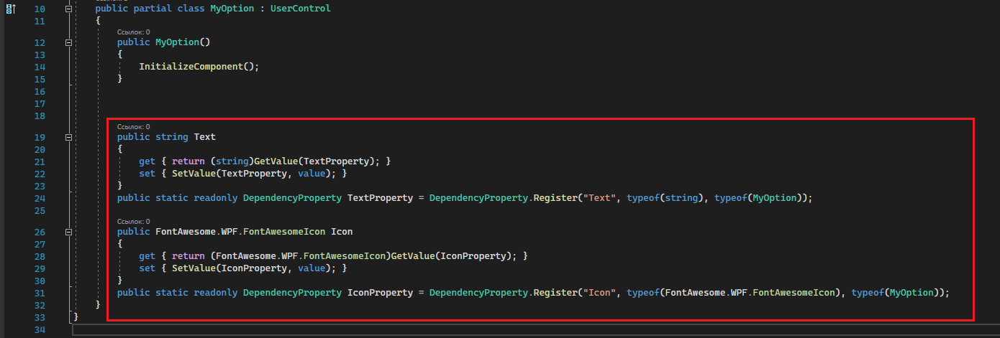 10 public partial class MyOption : UserControl
11 {
Ссылок: 0
12 public MyOption()
13 {
14 InitializeComponent();
15 }
16
17
18
Ссылок: 0
19 public string Text
20 {
21 get { return (string)GetValue(TextProperty); }
22 set { SetValue(TextProperty, value); }
23 }
24 public static readonly DependencyProperty TextProperty = DependencyProperty.Register("Text", typeof(string), typeof(MyOption));
25
Ссылок: 0
26 public FontAwesome.WPF.FontAwesomeIcon Icon
27 {
28 get { return (FontAwesome.WPF.FontAwesomeIcon)GetValue(IconProperty); }
29 set { SetValue(IconProperty, value); }
30 }
31 public static readonly DependencyProperty IconProperty = DependencyProperty.Register("Icon", typeof(FontAwesome.WPF.FontAwesomeIcon), typeof(MyOption));
32 }
33 }
34